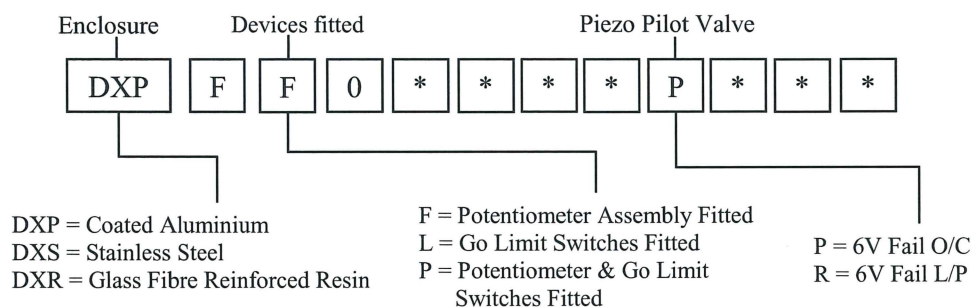 Enclosure Devices fitted Piezo Pilot Valve
DXP F F 0 * * * * P * * *
DXP = Coated Aluminium
DXS = Stainless Steel
DXR = Glass Fibre Reinforced Resin
F = Potentiometer Assembly Fitted
L = Go Limit Switches Fitted
P = Potentiometer & Go Limit
Switches Fitted
P = 6V Fail O/C
R = 6V Fail L/P